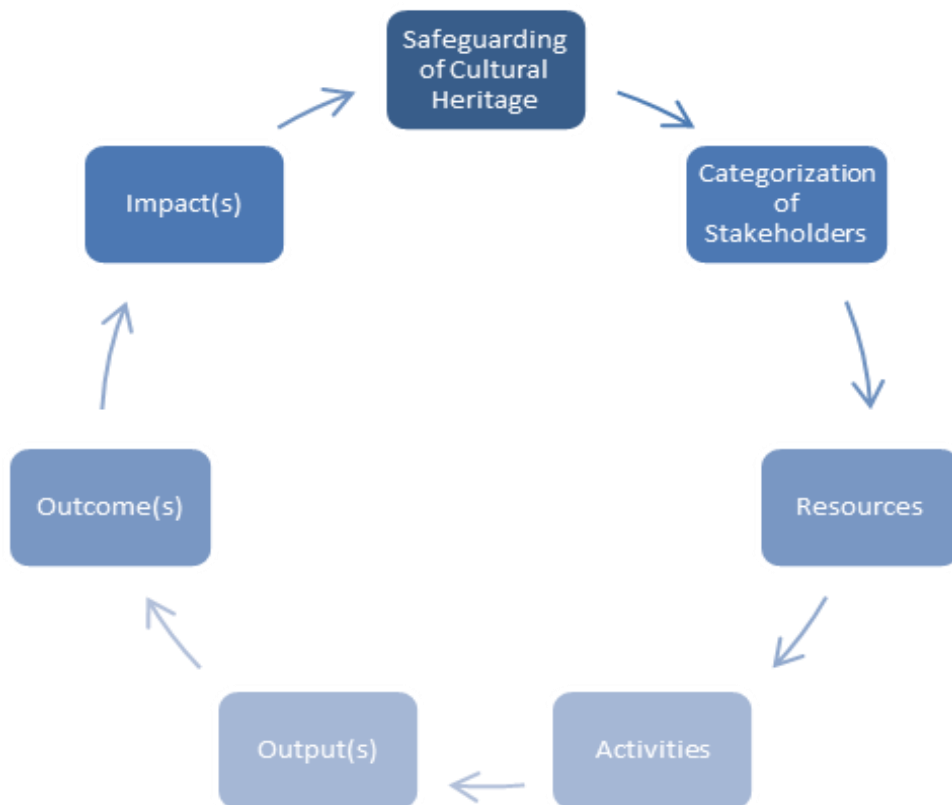 Safeguarding
of Cultural
Heritage
Categorization
of
Stakeholders
Resources
Activities
Output(s)
Outcome(s)
Impact(s)